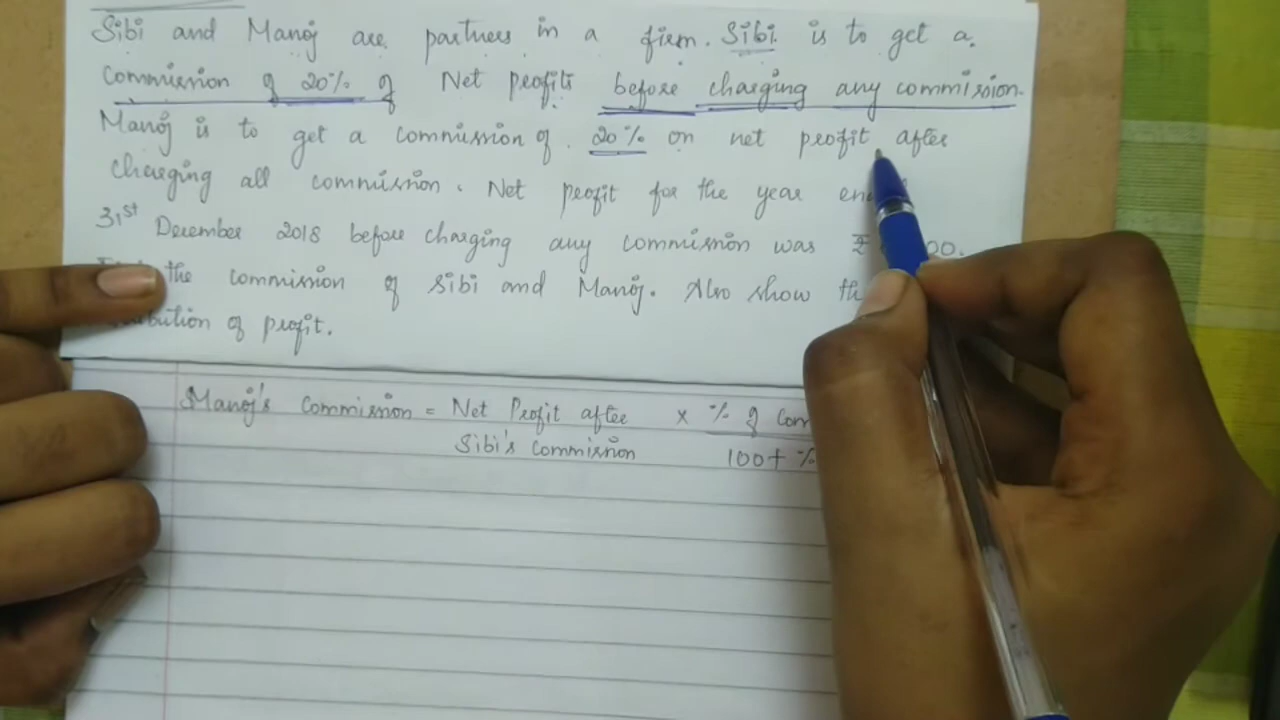 Sibi and Manoj are partners in a firm. Sibi is to get a
commission of 20% of Net profits before charging any commission.
Manoj is to get a commission of 20% on net profit after
charging all commission. Net profit for the year
31st December 2018 before charging any commission was ₹
the commission of Sibi and Manoj. Also show
of profit.
Manoj's Commission = Net Profit after × % of
Sibi's Commission 100+ %